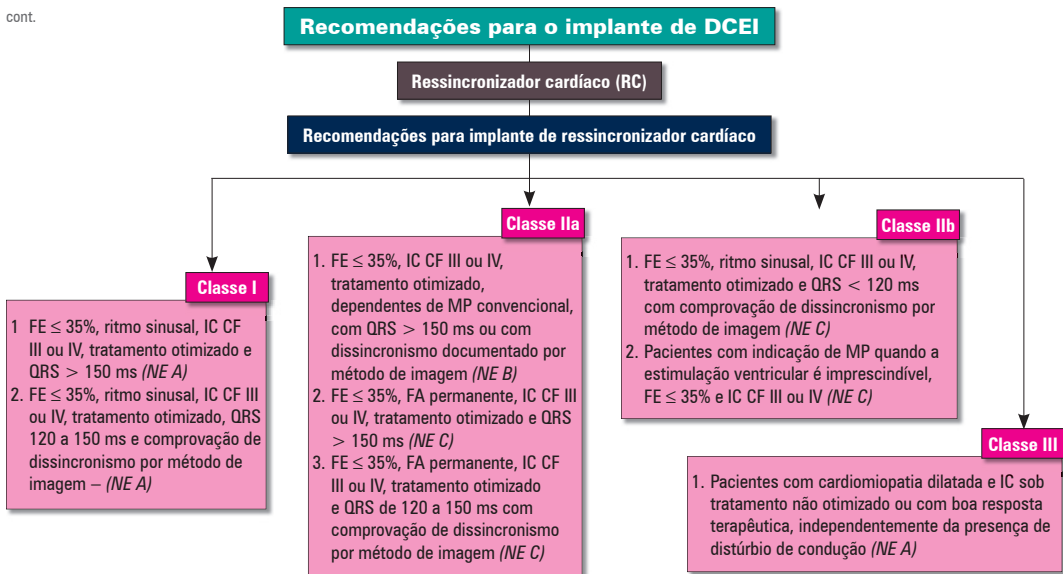 cont.
Recomendações para o implante de DCEI
Ressincronizador cardíaco (RC)
Recomendações para implante de ressincronizador cardíaco
Classe I
1 FE ≤ 35%, ritmo sinusal, IC CF
III ou IV, tratamento otimizado e
QRS > 150 ms (NE A)
2. FE ≤ 35%, ritmo sinusal, IC CF III
ou IV, tratamento otimizado, QRS
120 a 150 ms e comprovação de
dissincronismo por método de
imagem – (NE A)
Classe IIa
1. FE ≤ 35%, IC CF III ou IV,
tratamento otimizado,
dependentes de MP convencional,
com QRS > 150 ms ou com
dissincronismo documentado por
método de imagem (NE B)
2. FE ≤ 35%, FA permanente, IC CF III
ou IV, tratamento otimizado e QRS
> 150 ms (NE C)
3. FE ≤ 35%, FA permanente, IC CF
III ou IV, tratamento otimizado
e QRS de 120 a 150 ms com
comprovação de dissincronismo
por método de imagem (NE C)
Classe IIb
1. FE ≤ 35%, ritmo sinusal, IC CF III ou IV,
tratamento otimizado e QRS < 120 ms
com comprovação de dissincronismo por
método de imagem (NE C)
2. Pacientes com indicação de MP quando a
estimulação ventricular é imprescindível,
FE ≤ 35% e IC CF III ou IV (NE C)
Classe III
1. Pacientes com cardiomiopatia dilatada e IC sob
tratamento não otimizado ou com boa resposta
terapêutica, independentemente da presença de
distúrbio de condução (NE A)